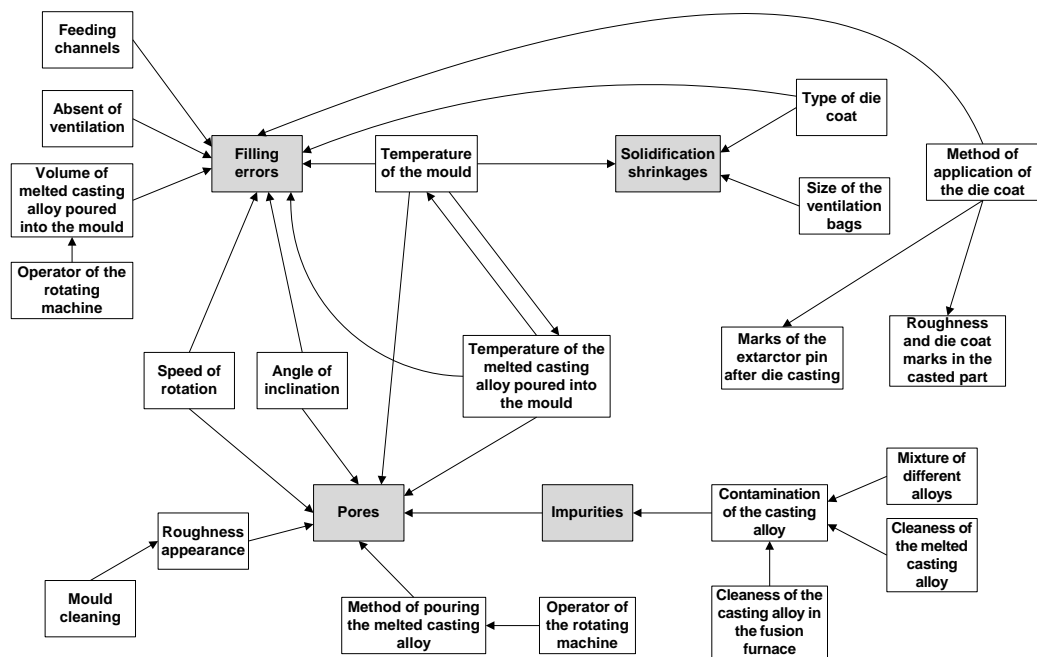 Feeding
channels
Absent of
ventilation
Volume of
melted casting
alloy poured
into the mould
Operator of the
rotating
machine
Filling
errors
Temperature
of the mould
Solidification
shrinkages
Type of die
coat
Size of the
ventilation
bags
Method of
application of
the die coat
Speed of
rotation
Angle of
inclination
Temperature of the
melted casting
alloy poured into
the mould
Marks of the
extarctor pin
after die casting
Roughness
and die coat
marks in the
casted part
Pores
Impurities
Contamination
of the casting
alloy
Mixture of
different
alloys
Cleaness of
the melted
casting
alloy
Roughness
appearance
Mould
cleaning
Method of pouring
the melted casting
alloy
Operator of
the rotating
machine
Cleaness of the
casting alloy in
the fusion
furnace